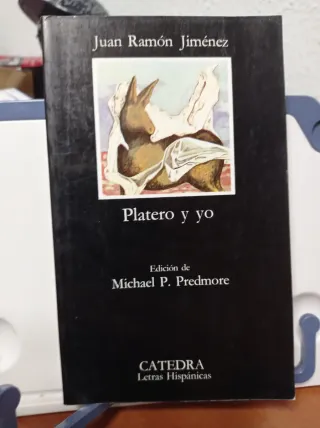 Juan Ramón Jiménez
Platero y yo
Edición de
Michael P. Predmore
CATEDRA
Letras Hispánicas